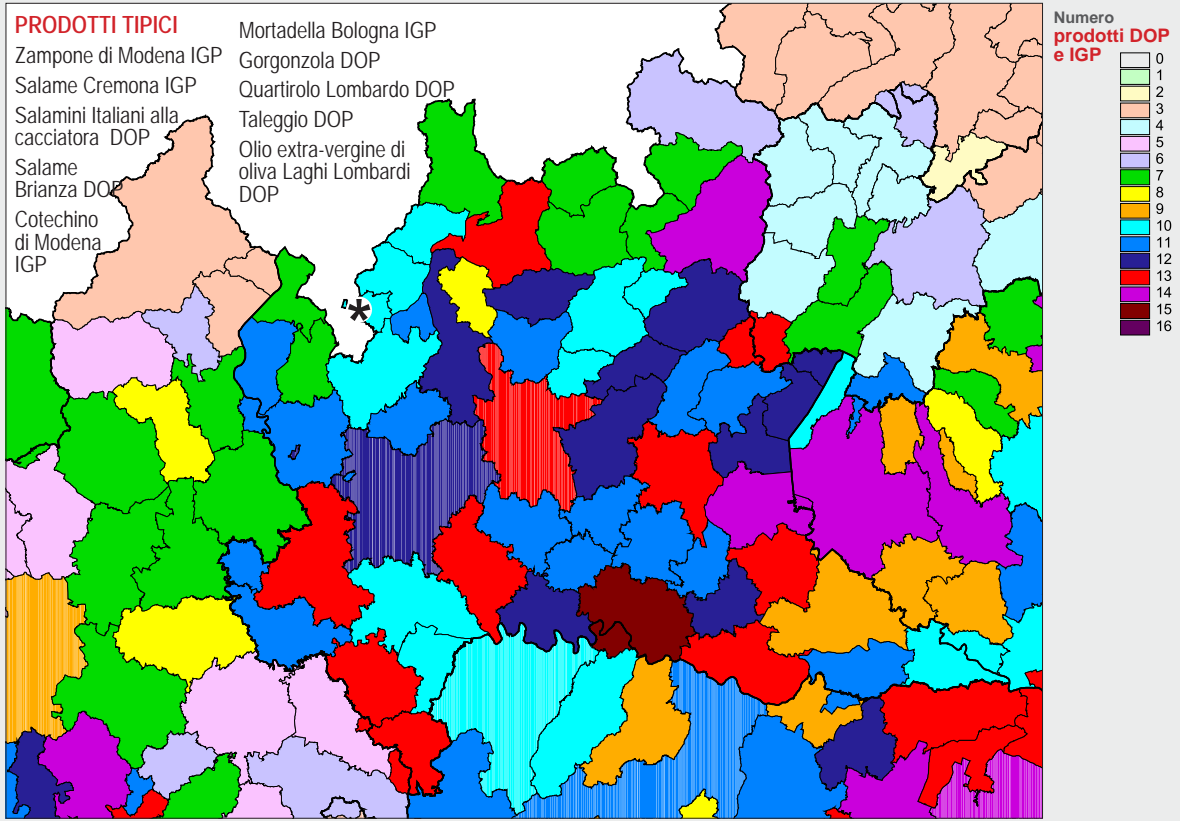 PRODOTTI TIPICI
Zampone di Modena IGP
Salame Cremona IGP
Salamini Italiani alla
cacciatora DOP
Salame
Brianza DOP
Cotechino
di Modena
IGP
Mortadella Bologna IGP
Gorgonzola DOP
Quartirolo Lombardo DOP
Taleggio DOP
Olio extra-vergine di
oliva Laghi Lombardi
DOP
*
Numero
prodotti DOP
e IGP
0
1
2
3
4
5
6
7
8
9
10
11
12
13
14
15
16